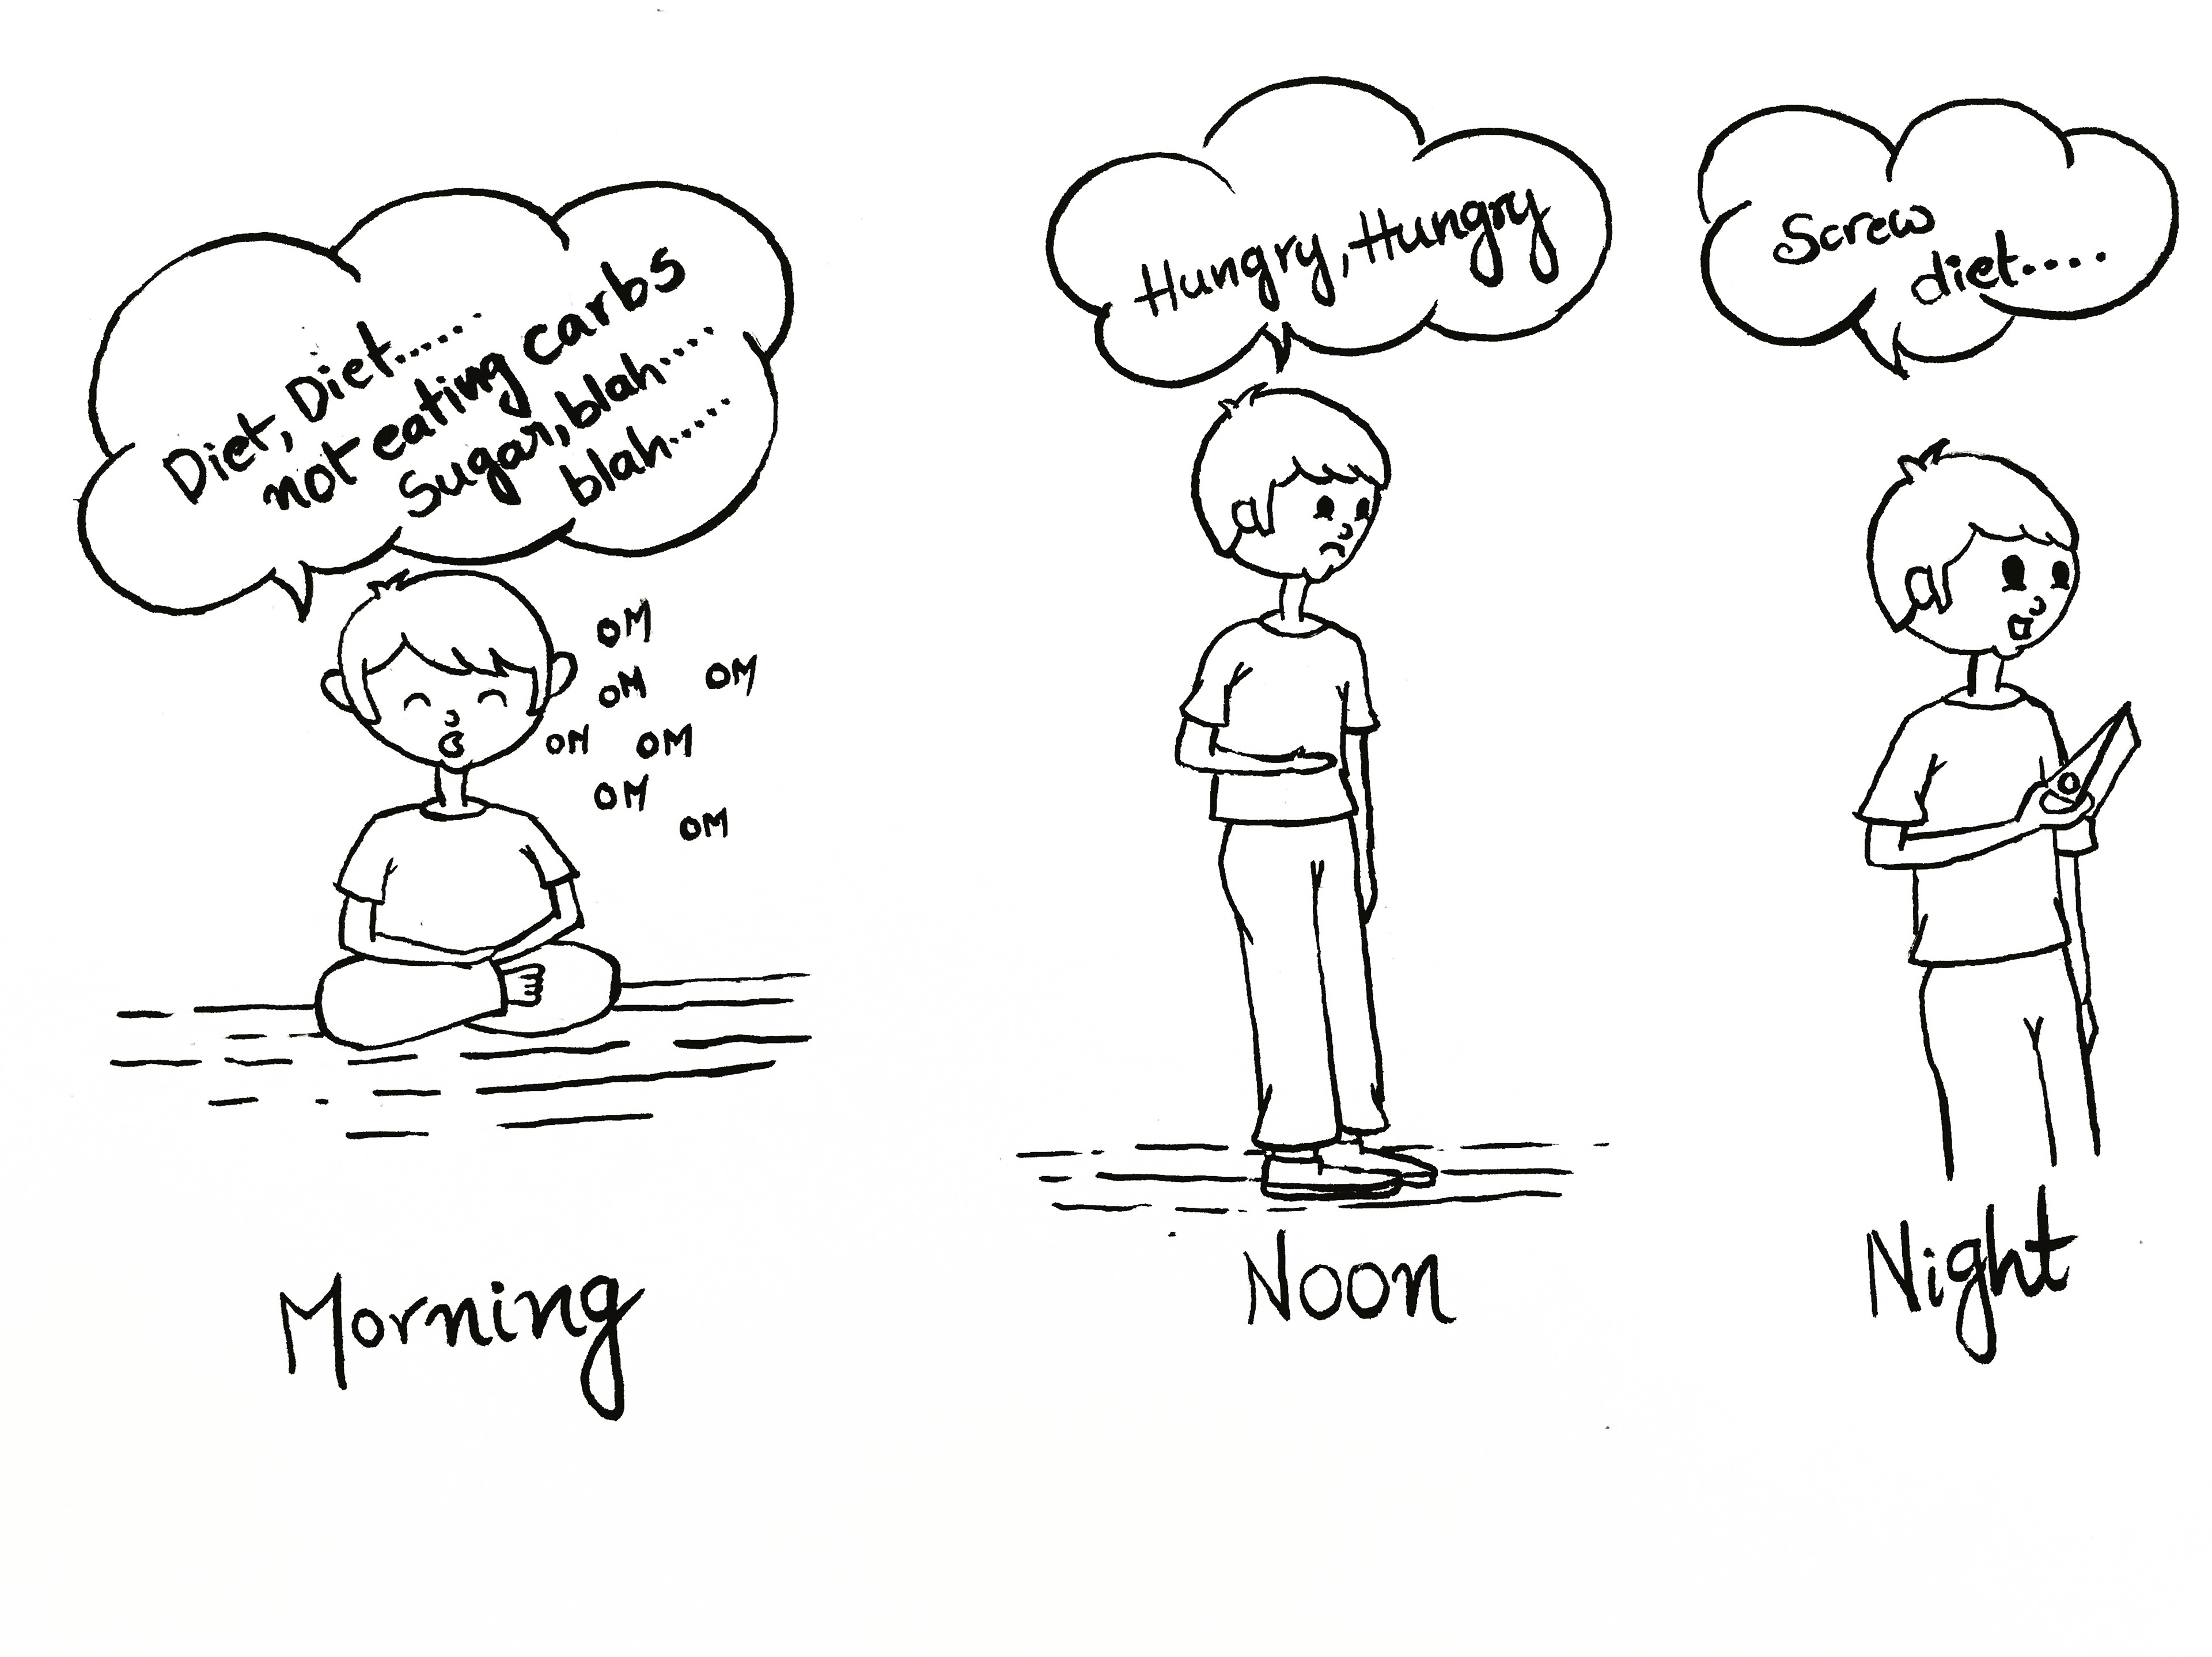 Diet, Diet......
not eating carbs
Sugar, blah....
blah.....
OM
OM OM
OM OM
OM
OM
Morning
Hungry, Hungry
Noon
Screw
diet....
Night